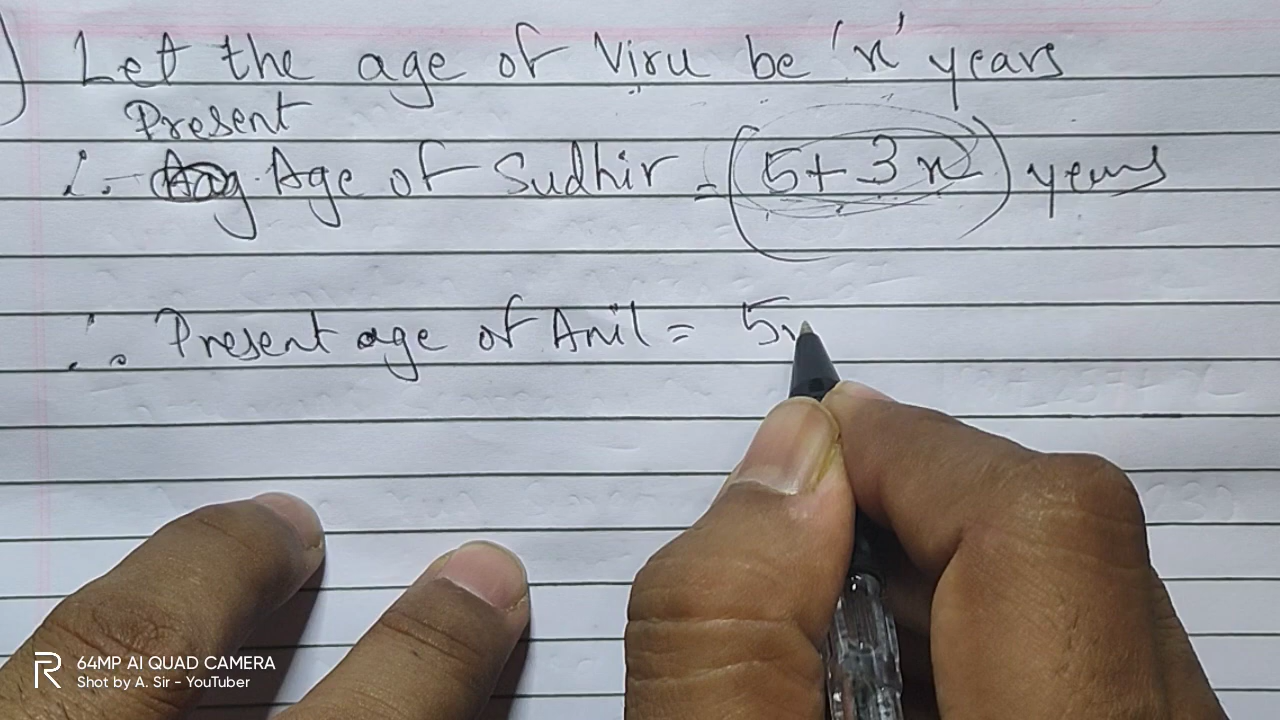 Let the age of Viru be 'x' years
Present
∴ Age of Sudhir = (5+3x) years
∴ Present age of Anil = 5x
64MP AI QUAD CAMERA
Shot by A. Sir - YouTuber